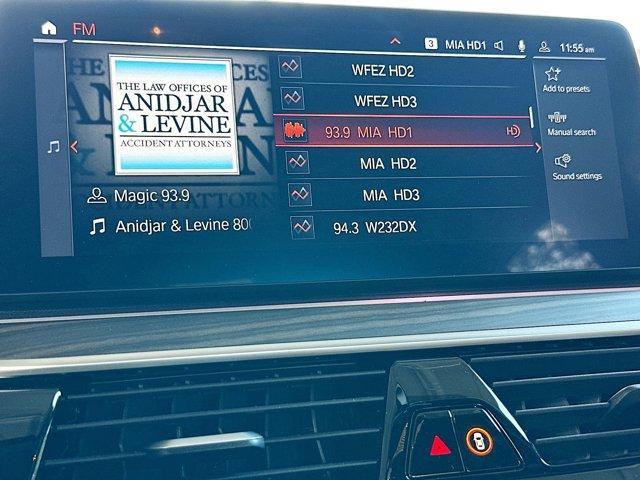 FM
3 MIA HD1 11:55 am
THE LAW OFFICES OF
ANIDJAR
& LEVINE
ACCIDENT ATTORNEYS
Magic 93.9
Anidjar & Levine 80
WFEZ HD2
WFEZ HD3
93.9 MIA HD1 HD
MIA HD2
MIA HD3
94.3 W232DX
Add to presets
Manual search
Sound settings